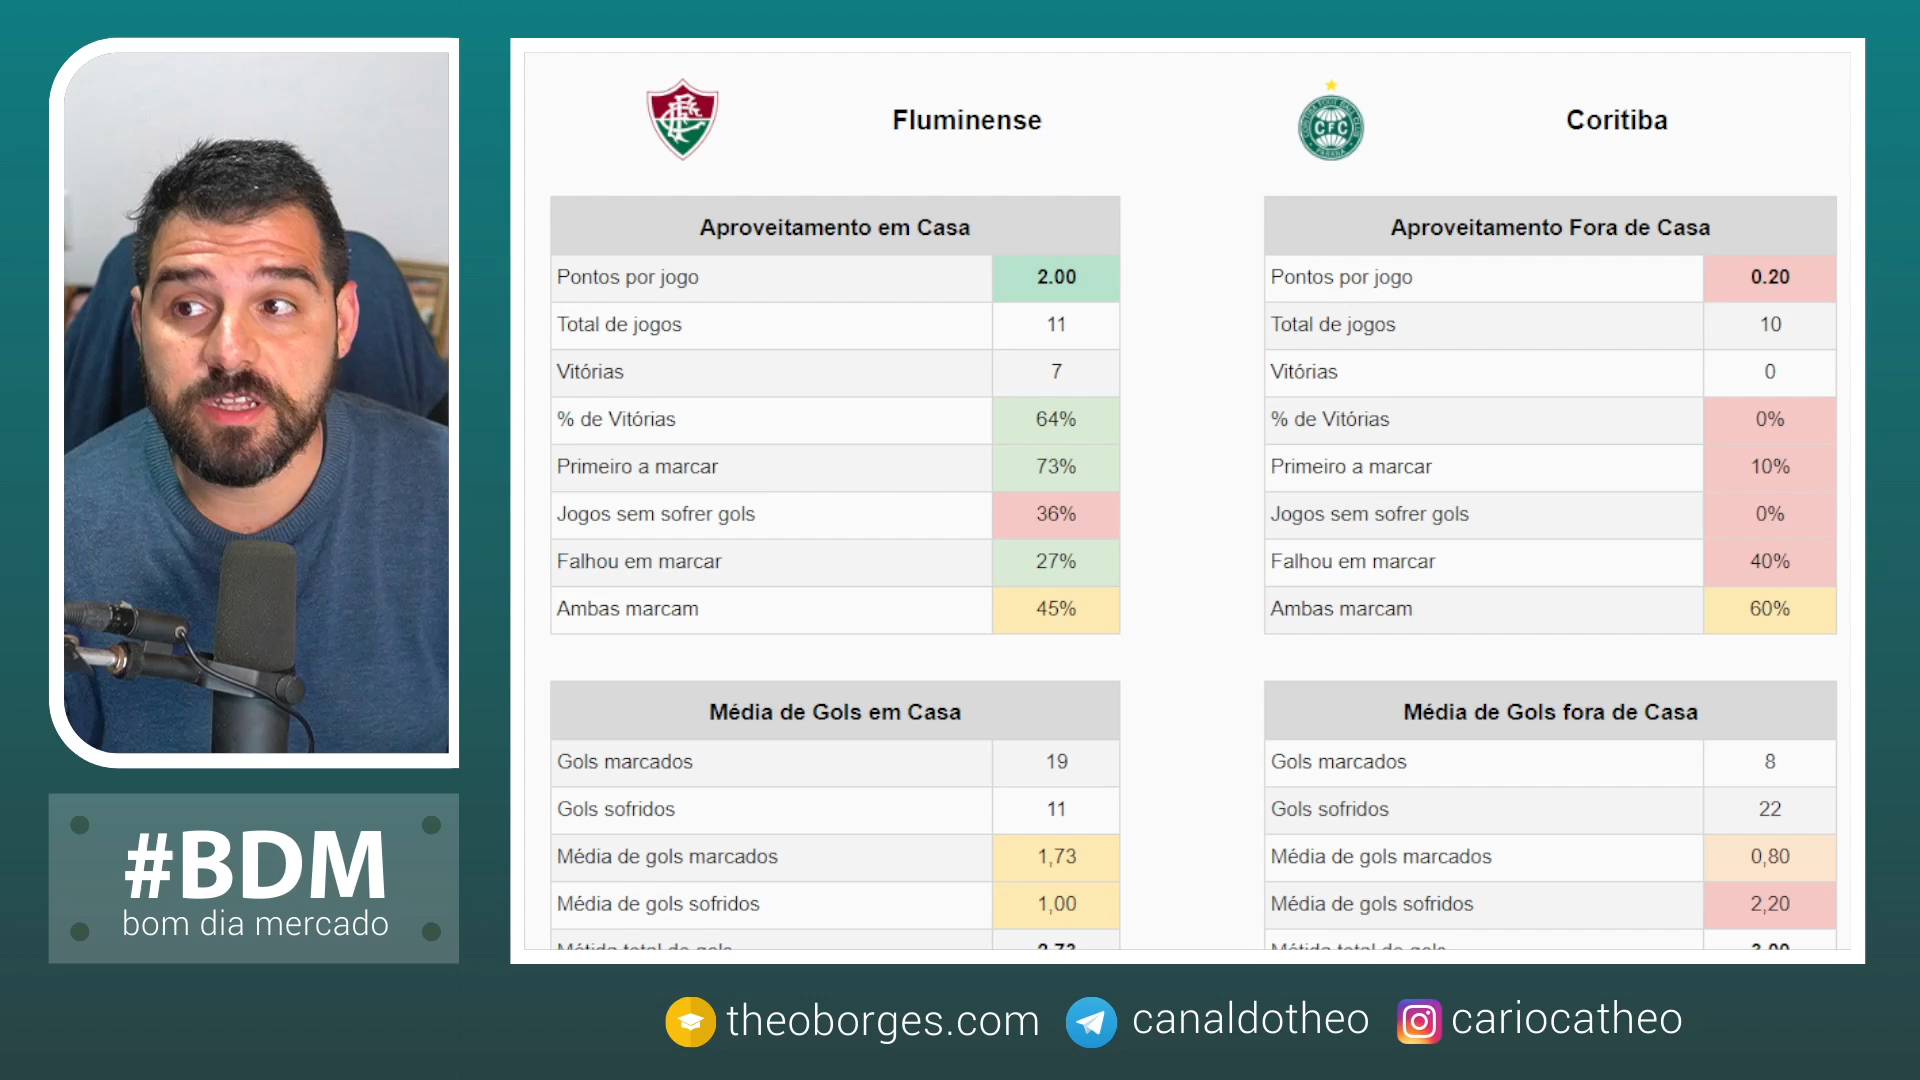 Fluminense
Coritiba
Aproveitamento em Casa
Pontos por jogo 2.00
Total de jogos 11
Vitórias 7
% de Vitórias 64%
Primeiro a marcar 73%
Jogos sem sofrer gols 36%
Falhou em marcar 27%
Ambas marcam 45%
Aproveitamento Fora de Casa
Pontos por jogo 0.20
Total de jogos 10
Vitórias 0
% de Vitórias 0%
Primeiro a marcar 10%
Jogos sem sofrer gols 0%
Falhou em marcar 40%
Ambas marcam 60%
Média de Gols em Casa
Gols marcados 19
Gols sofridos 11
Média de gols marcados 1,73
Média de gols sofridos 1,00
Média de Gols fora de Casa
Gols marcados 8
Gols sofridos 22
Média de gols marcados 0,80
Média de gols sofridos 2,20
CFC
#BDM
bom dia mercado
theoborges.com
canaldotheo
cariocatheo